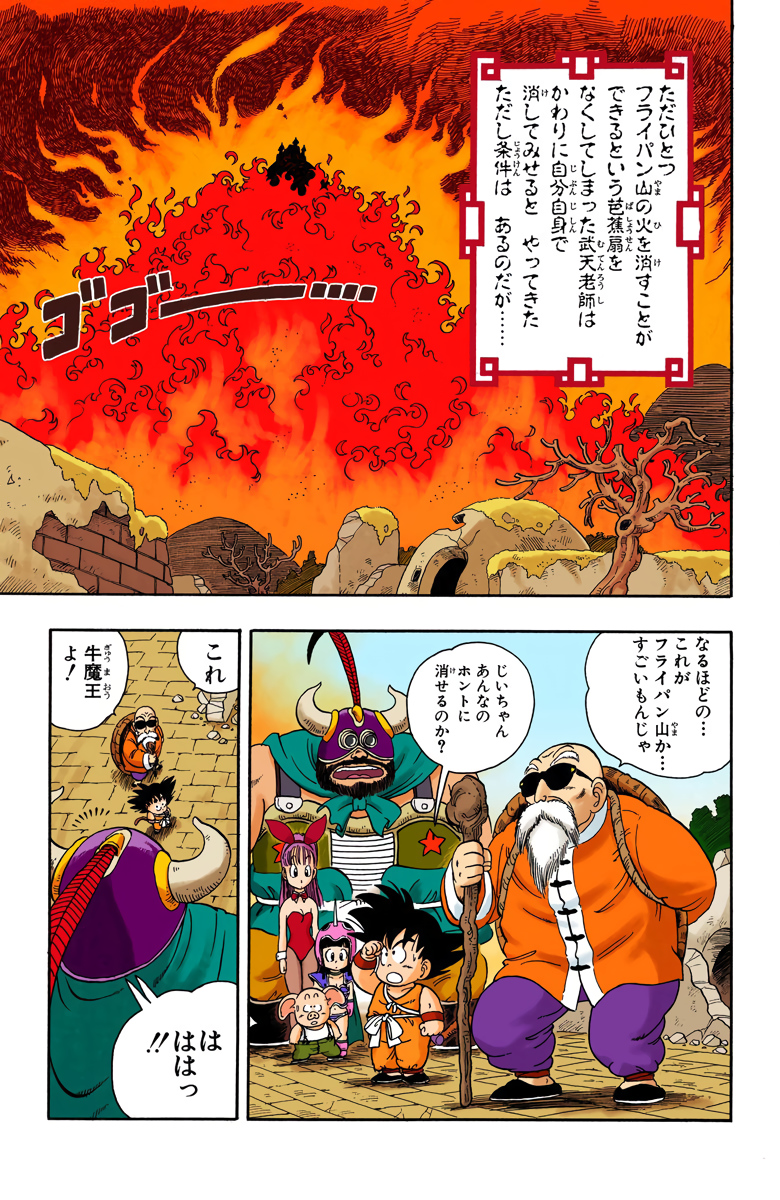 ただひとつ
フライパン山の火を消すことが
できるという芭蕉扇を
なくしてしまった武天老師は
かわりに自分自身で
消してみせると やってきた
ただし条件は あるのだが……
ゴゴーー…
なるほどの…
これが
フライパン山か…
すごいもんじゃ
じいちゃん
あんなの
ホントに
消せるのか?
これ
牛魔王
よ!
は
ははっ
!!